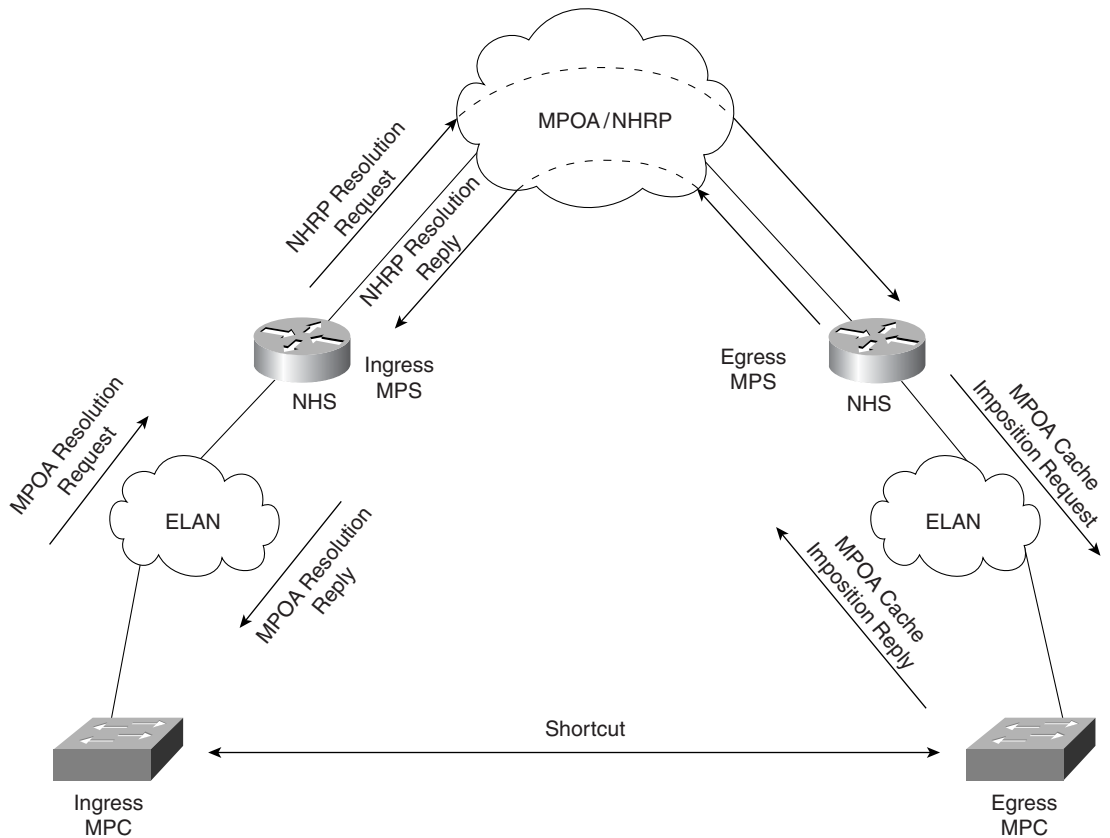 MPOA/NHRP
NHRP Resolution
Request
NHRP Resolution
Reply
Ingress
MPS
NHS
Egress
MPS
NHS
MPOA Resolution
Request
MPOA Cache
Imposition Request
ELAN
ELAN
MPOA Resolution
Reply
MPOA Cache
Imposition Reply
Shortcut
Ingress
MPC
Egress
MPC